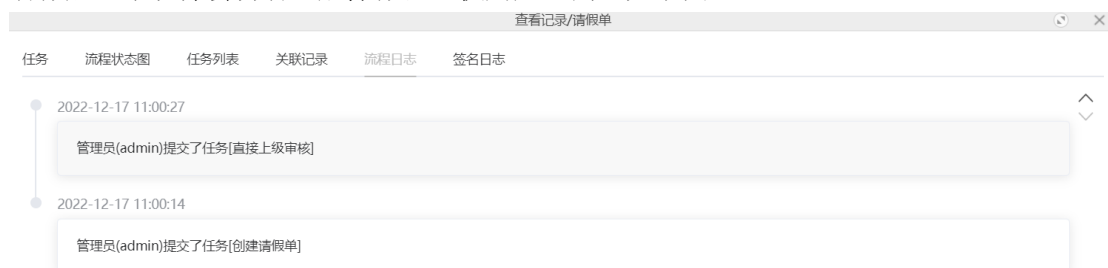 查看记录/请假单
任务 流程状态图 任务列表 关联记录 流程日志 签名日志
2022-12-17 11:00:27
管理员(admin)提交了任务[直接上级审核]
2022-12-17 11:00:14
管理员(admin)提交了任务[创建请假单]